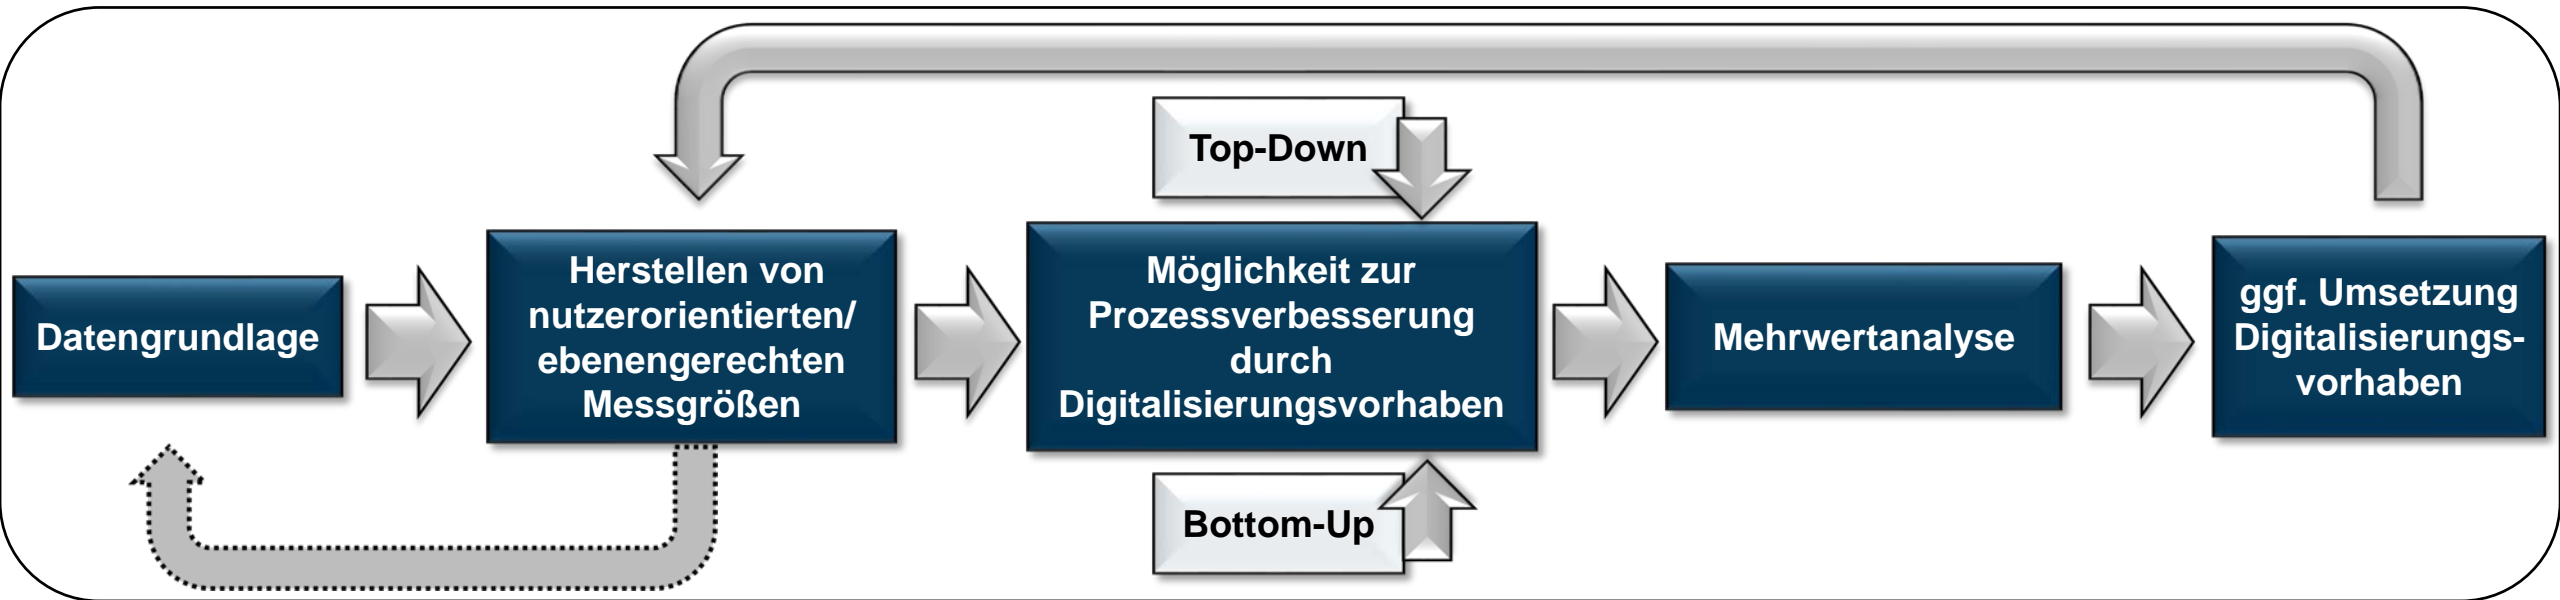 Top-Down
Datengrundlage
Herstellen von
nutzerorientierten/
ebenengerechten
Messgrößen
Möglichkeit zur
Prozessverbesserung
durch
Digitalisierungsvorhaben
Mehrwertanalyse
ggf. Umsetzung
Digitalisierungs-
vorhaben
Bottom-Up